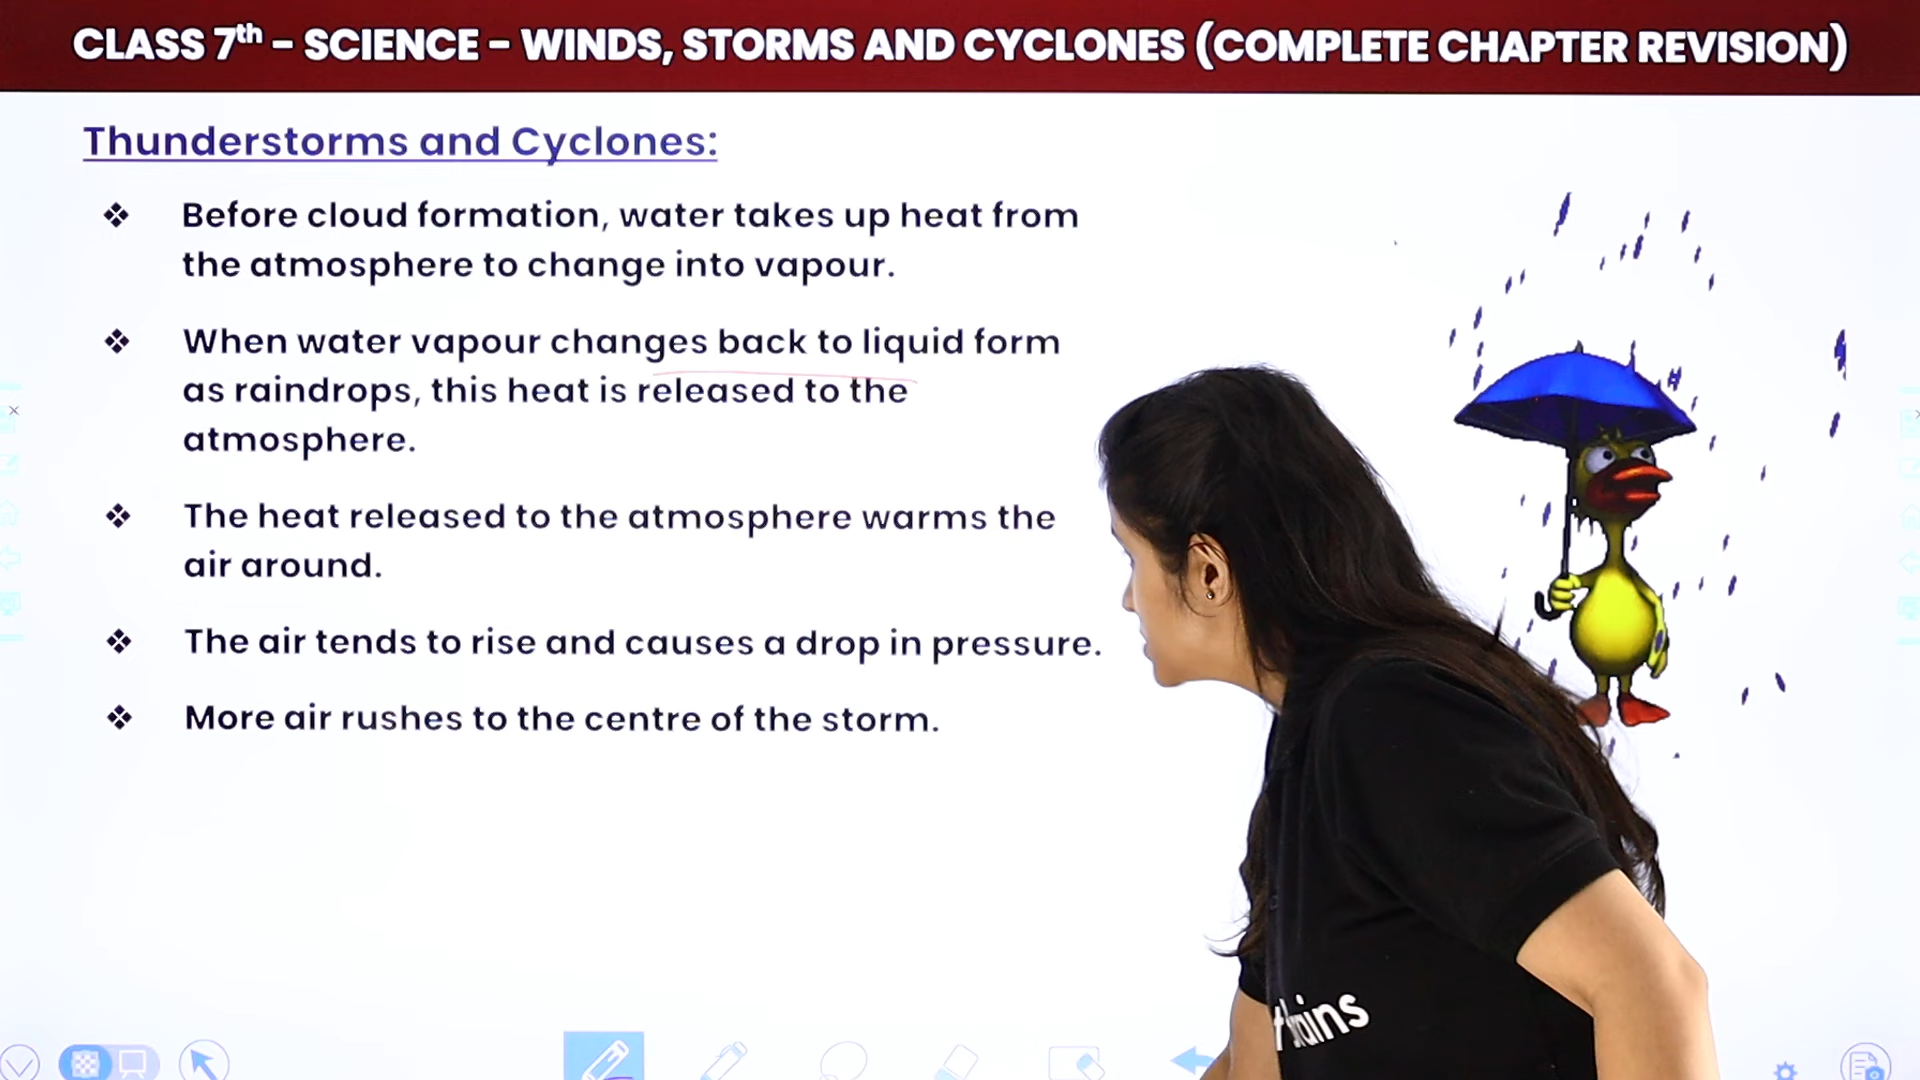 CLASS 7th – SCIENCE – WINDS, STORMS AND CYCLONES (COMPLETE CHAPTER REVISION)
Thunderstorms and Cyclones:
❖ Before cloud formation, water takes up heat from
the atmosphere to change into vapour.
❖ When water vapour changes back to liquid form
as raindrops, this heat is released to the
atmosphere.
❖ The heat released to the atmosphere warms the
air around.
❖ The air tends to rise and causes a drop in pressure.
❖ More air rushes to the centre of the storm.